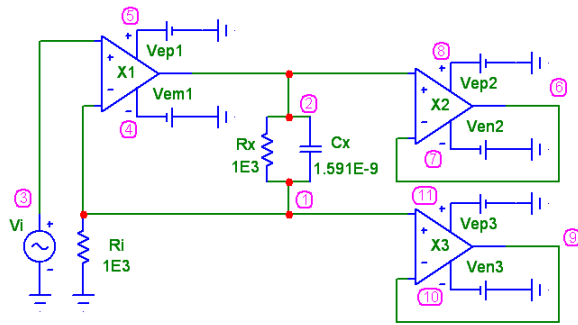 5
Vep1
X1
Vem1
4
8
Vep2
6
X2
Ven2
7
2
Rx
1E3
Cx
1.591E-9
3
Vi
1
11
Vep3
9
X3
Ven3
10
Ri
1E3